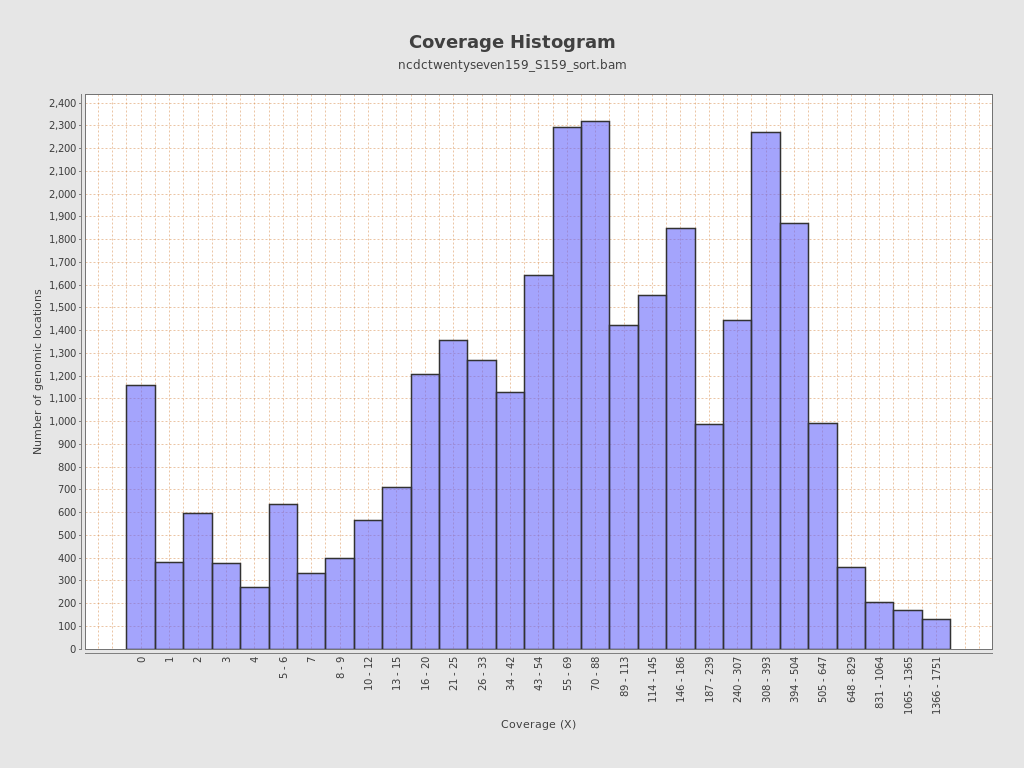 Coverage Histogram
ncdctwentyseven159_S159_sort.bam
Number of genomic locations
2,400
2,300
2,200
2,100
2,000
1,900
1,800
1,700
1,600
1,500
1,400
1,300
1,200
1,100
1,000
900
800
700
600
500
400
300
200
100
0
0
1
2
3
4
5 - 6
7
8 - 9
10 - 12
13 - 15
16 - 20
21 - 25
26 - 33
34 - 42
43 - 54
55 - 69
70 - 88
89 - 113
114 - 145
146 - 186
187 - 239
240 - 307
308 - 393
394 - 504
505 - 647
648 - 829
831 - 1064
1065 - 1365
1366 - 1751
Coverage (X)